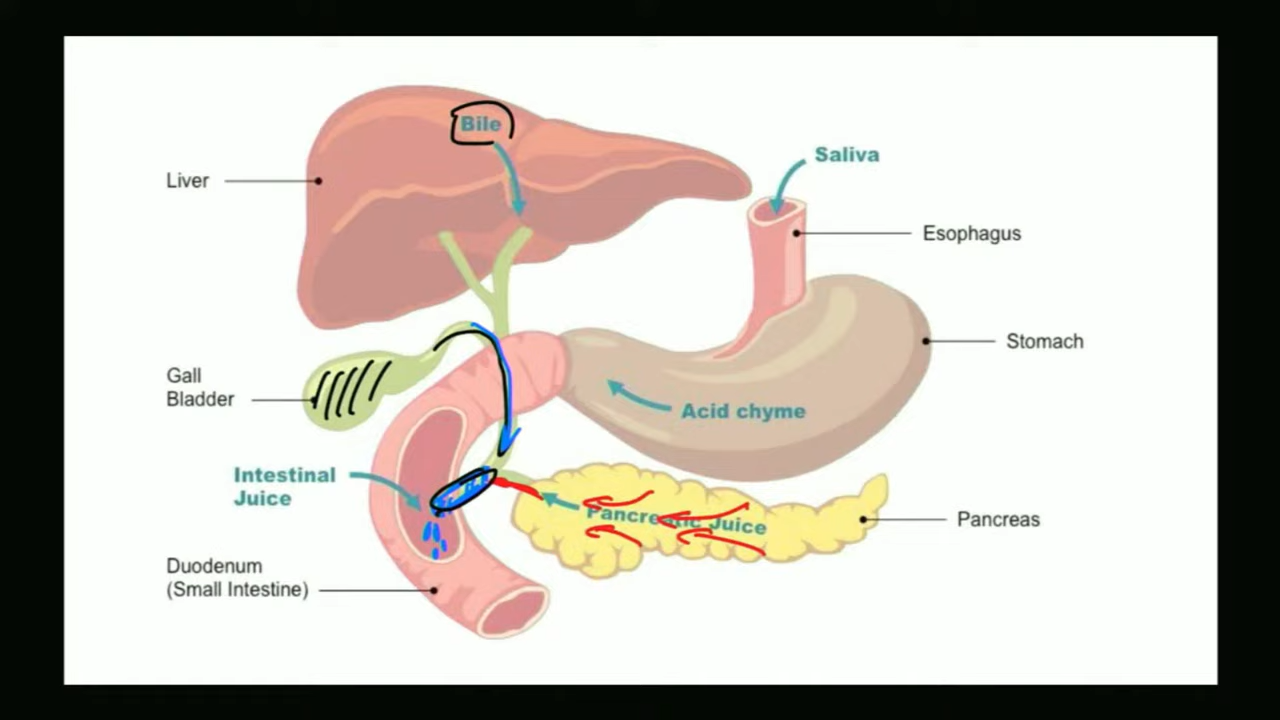 Bile
Saliva
Liver
Esophagus
Stomach
Gall
Bladder
Acid chyme
Intestinal
Juice
Pancreatic Juice
Pancreas
Duodenum
(Small Intestine)